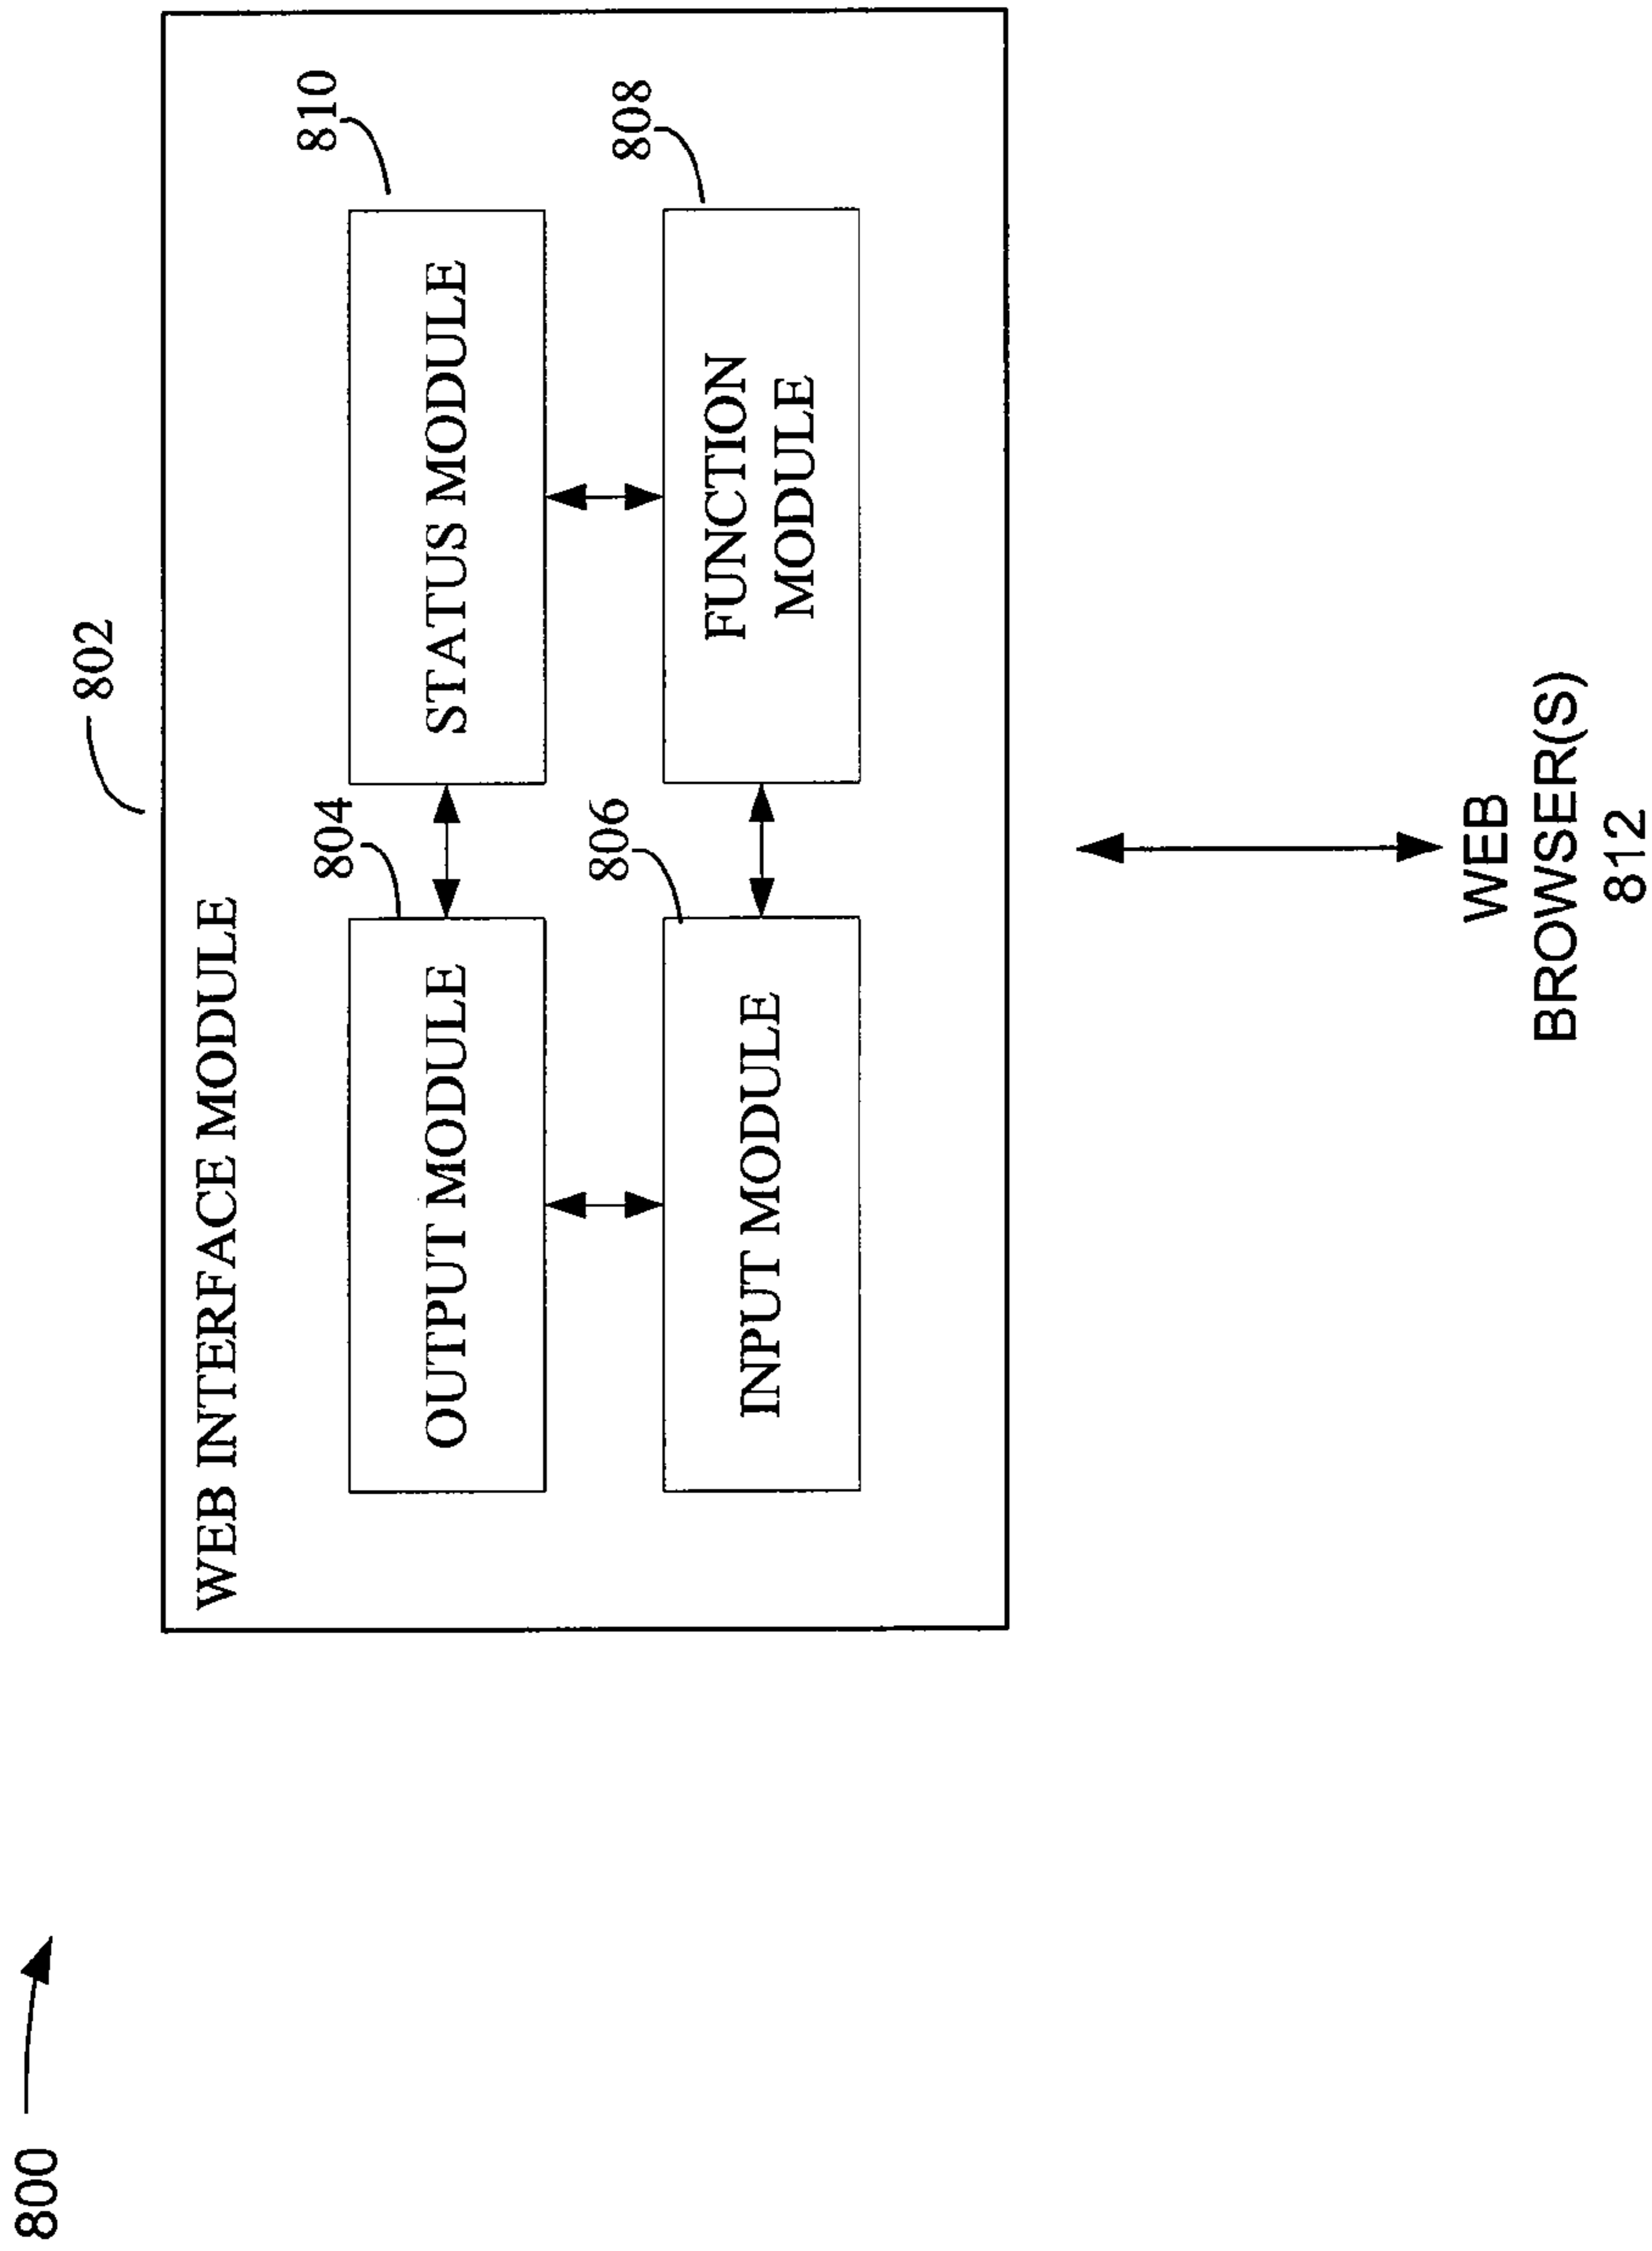 800
802
WEB INTERFACE MODULE
804
OUTPUT MODULE
810
STATUS MODULE
806
INPUT MODULE
808
FUNCTION
MODULE
WEB
BROWSER(S)
812